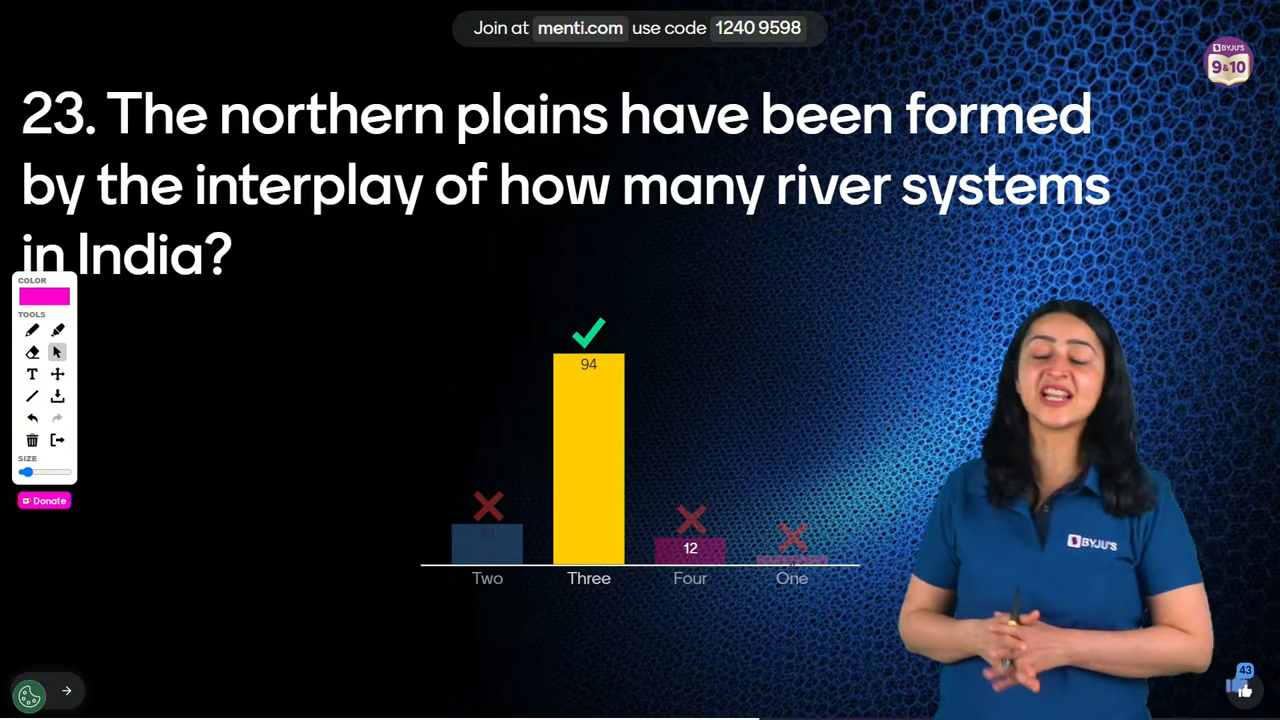 Join at menti.com use code 1240 9598
BYJU'S
9&10
23. The northern plains have been formed
by the interplay of how many river systems
in India?
COLOR
TOOLS
T
SIZE
Donate
94
12
Two Three Four One
BYJU'S
43